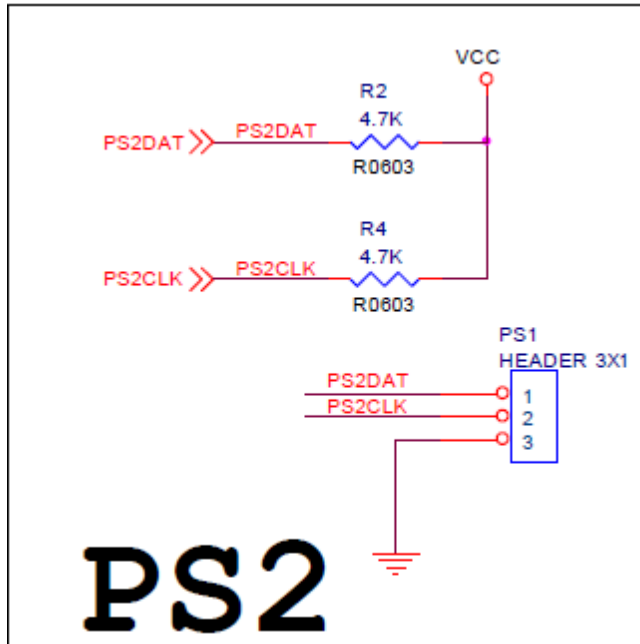 VCC
R2
4.7K
PS2DAT
PS2DAT
R0603
R4
4.7K
PS2CLK
PS2CLK
R0603
PS1
HEADER 3X1
PS2DAT
1
PS2CLK
2
3
PS2